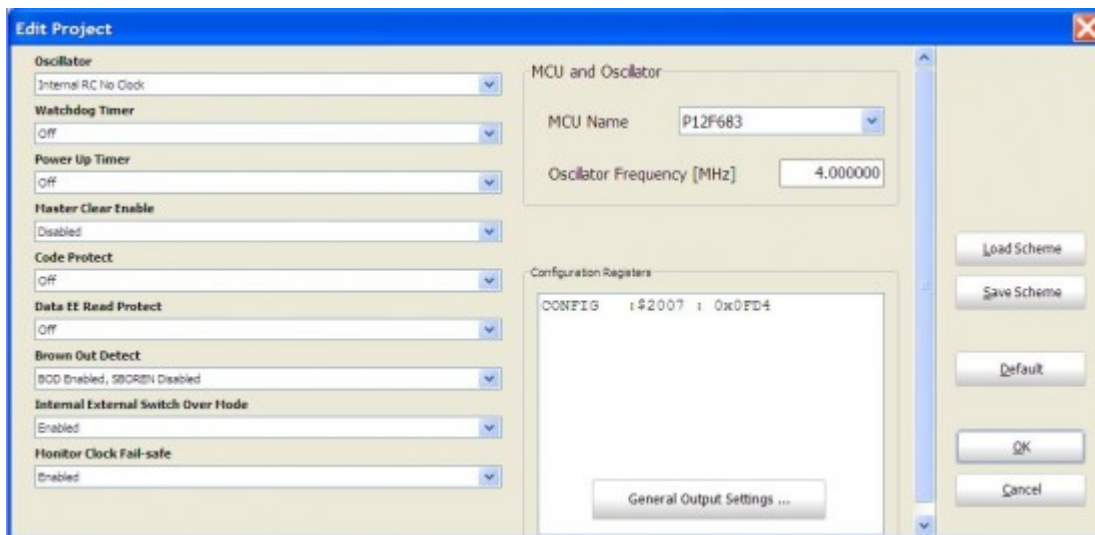 Edit Project
Oscillator
Internal RC No Clock
Watchdog Timer
Off
Power Up Timer
Off
Master Clear Enable
Disabled
Code Protect
Off
Data EE Read Protect
Off
Brown Out Detect
BOD Enabled, SBOREN Disabled
Internal External Switch Over Mode
Enabled
Monitor Clock Fail-safe
Enabled
MCU and Oscillator
MCU Name P12F683
Oscillator Frequency [MHz] 4.000000
Configuration Registers
CONFIG :$2007 : 0x0FD4
General Output Settings ...
Load Scheme
Save Scheme
Default
OK
Cancel